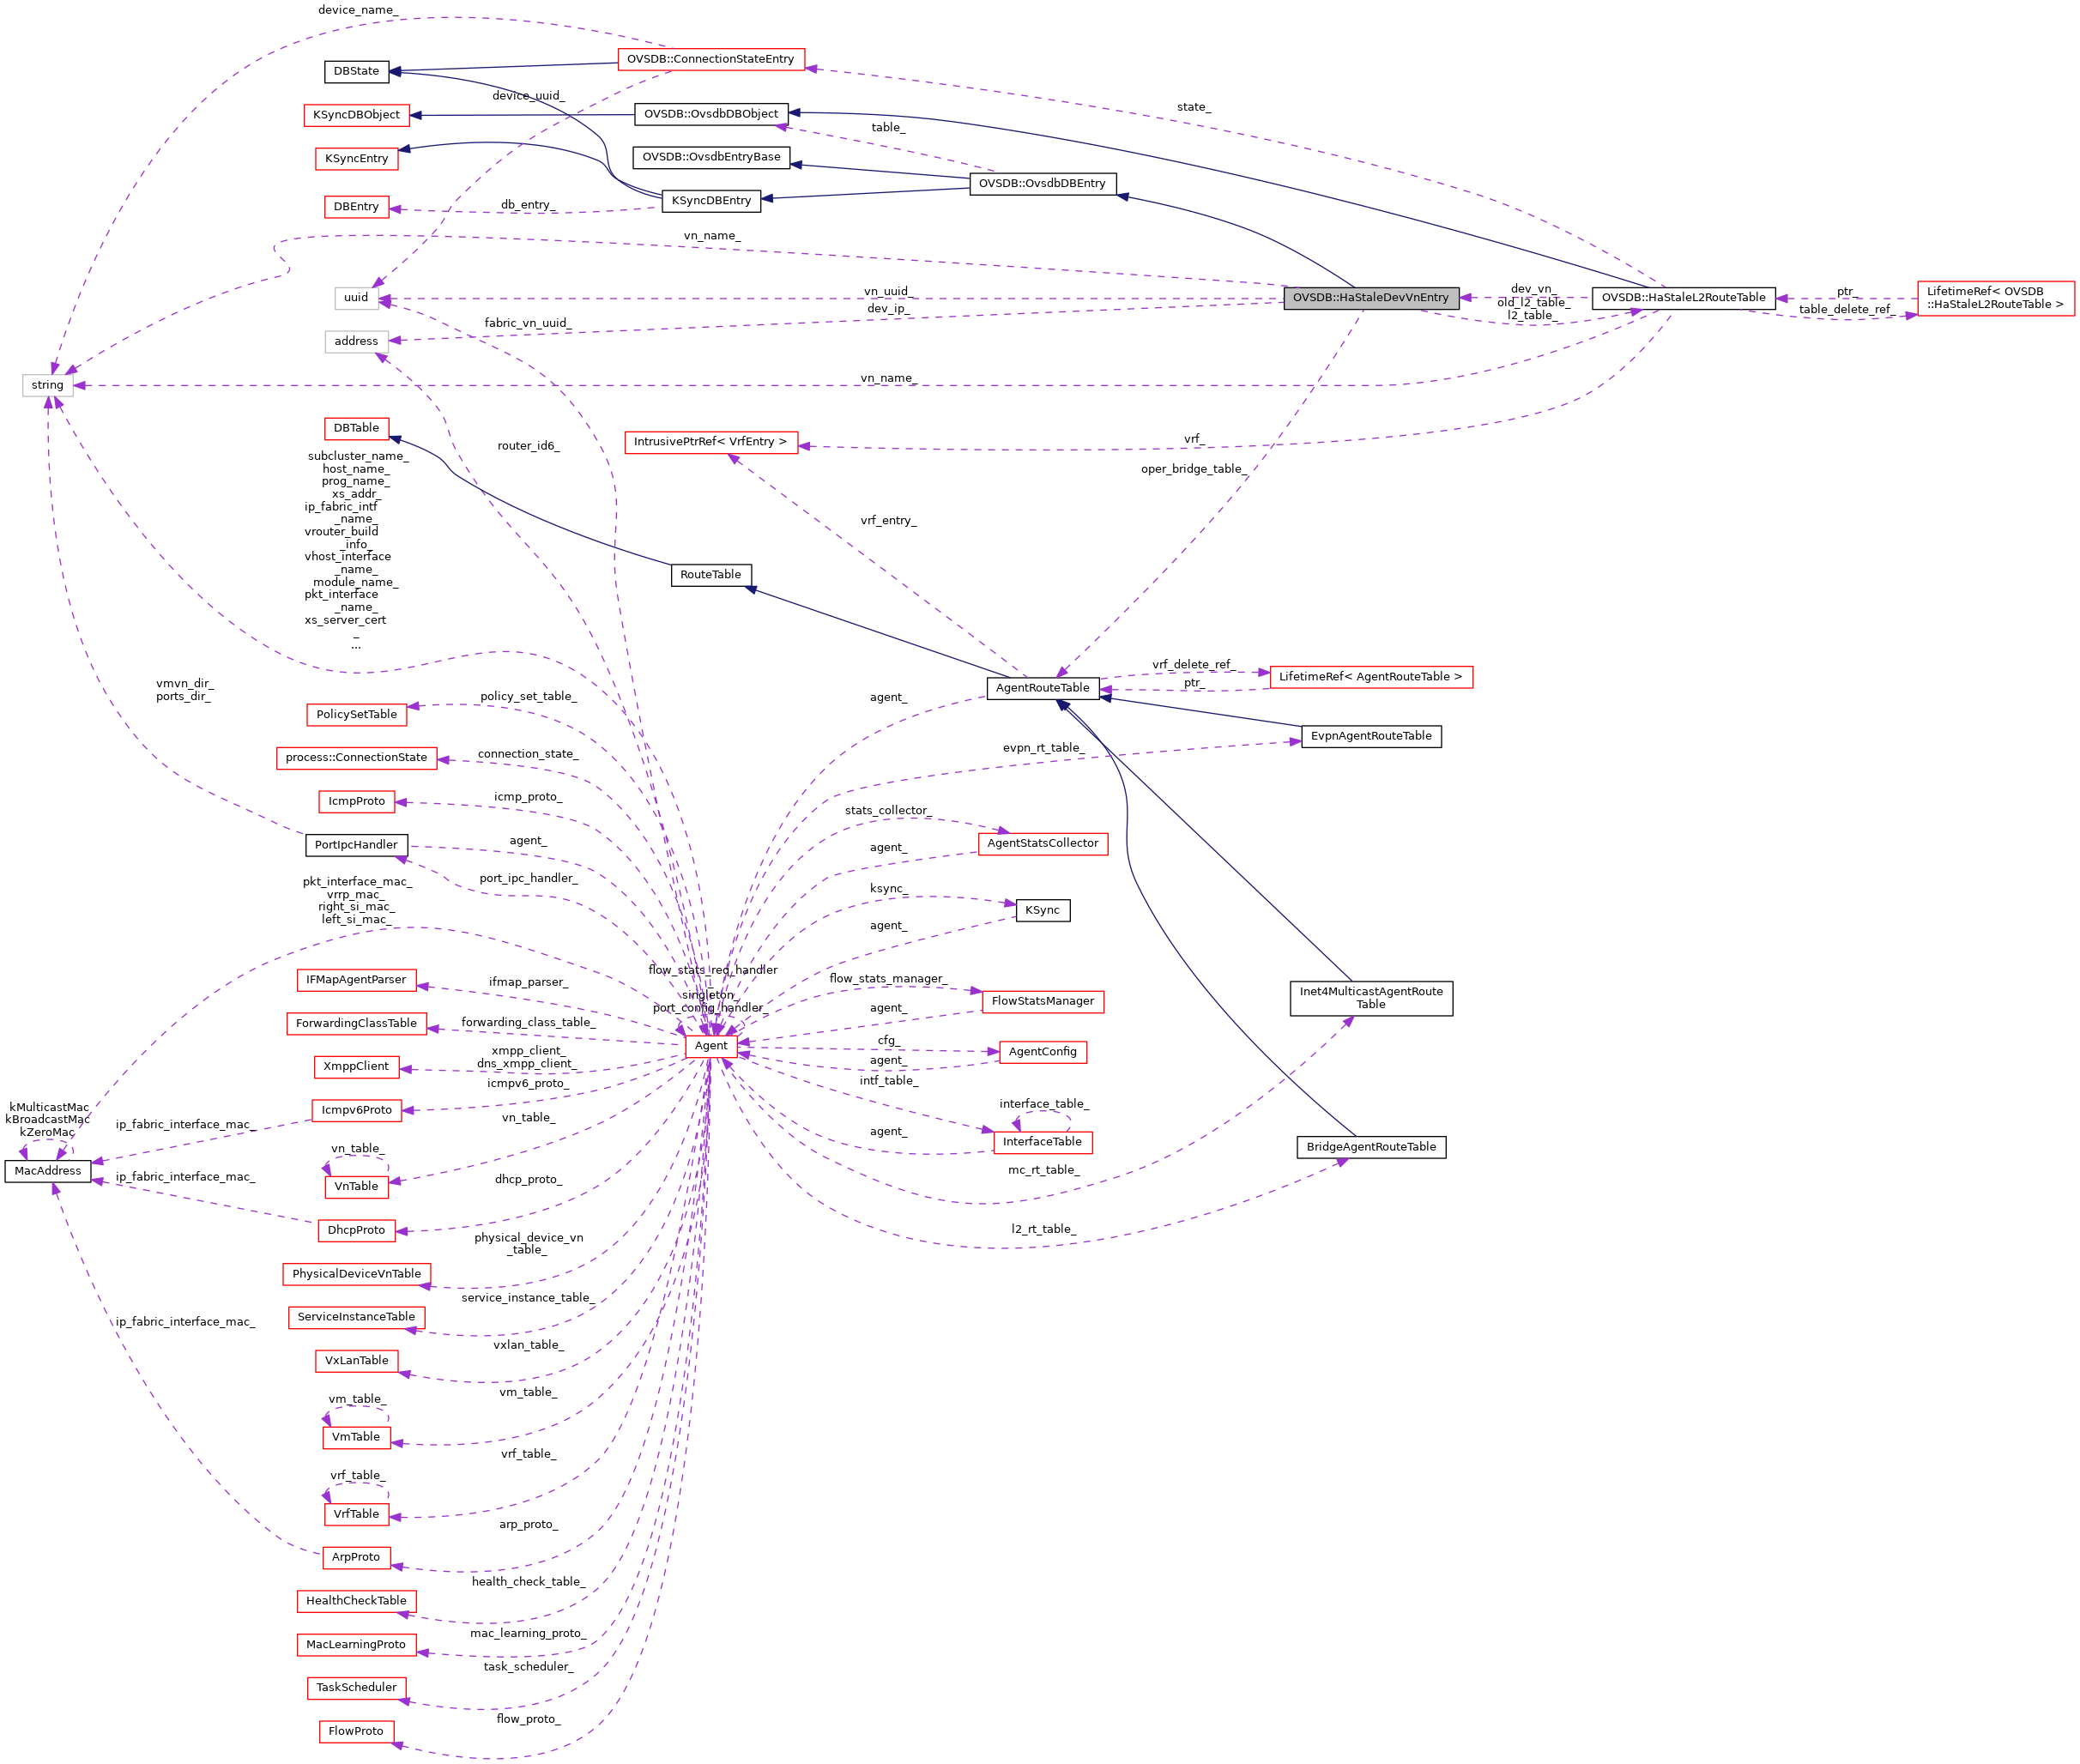 device_name_
OVSDB::ConnectionStateEntry
DBState
device_uuid_
state_
KSyncDBObject
OVSDB::OvsdbDBObject
table_
KSyncEntry
OVSDB::OvsdbEntryBase
OVSDB::OvsdbDBEntry
DBEntry
db_entry_
KSyncDBEntry
vn_name_
uuid
vn_uuid_
OVSDB::HaStaleDevVnEntry
dev_vn_
old_l2_table_
l2_table_
OVSDB::HaStaleL2RouteTable
ptr_
table_delete_ref_
LifetimeRef< OVSDB
::HaStaleL2RouteTable >
dev_ip_
fabric_vn_uuid_
address
string
vn_name_
DBTable
router_id6_
IntrusivePtrRef< VrfEntry >
vrf_
oper_bridge_table_
subcluster_name_
host_name_
prog_name_
xs_addr_
ip_fabric_intf
_name_
vrouter_build
_info_
vhost_interface
_name_
module_name_
pkt_interface
_name_
xs_server_cert
_
...
vrf_entry_
RouteTable
vmvn_dir_
ports_dir_
AgentRouteTable
vrf_delete_ref_
ptr_
LifetimeRef< AgentRouteTable >
PolicySetTable
policy_set_table_
agent_
EvpnAgentRouteTable
evpn_rt_table_
process::ConnectionState
connection_state_
IcmpProto
icmp_proto_
stats_collector_
AgentStatsCollector
agent_
PortIpcHandler
agent_
port_ipc_handler_
ksync_
KSync
agent_
pkt_interface_mac_
vrrp_mac_
right_si_mac_
left_si_mac_
IFMapAgentParser
ifmap_parser_
flow_stats_req_handler
_
singleton_
port_config_handler_
flow_stats_manager_
FlowStatsManager
agent_
Inet4MulticastAgentRoute
Table
ForwardingClassTable
forwarding_class_table_
Agent
cfg_
AgentConfig
agent_
XmppClient
xmpp_client_
dns_xmpp_client_
intf_table_
icmpv6_proto_
Icmpv6Proto
interface_table_
InterfaceTable
agent_
kMulticastMac
kBroadcastMac
kZeroMac
MacAddress
ip_fabric_interface_mac_
vn_table_
vn_table_
VnTable
BridgeAgentRouteTable
mc_rt_table_
ip_fabric_interface_mac_
dhcp_proto_
DhcpProto
l2_rt_table_
physical_device_vn
_table_
PhysicalDeviceVnTable
service_instance_table_
ServiceInstanceTable
ip_fabric_interface_mac_
vxlan_table_
VxLanTable
vm_table_
vm_table_
VmTable
vrf_table_
vrf_table_
VrfTable
arp_proto_
ArpProto
health_check_table_
HealthCheckTable
mac_learning_proto_
MacLearningProto
task_scheduler_
TaskScheduler
flow_proto_
FlowProto